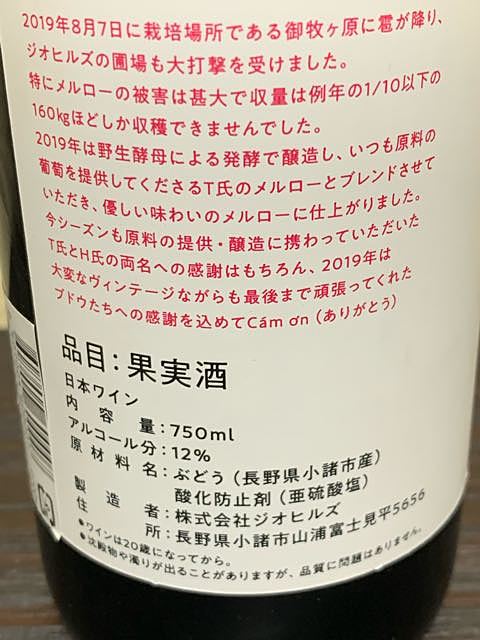 2019年8月7日に栽培場所である御牧ヶ原に雹が降り、
ジオヒルズの圃場も大打撃を受けました。
特にメルローの被害は甚大で収量は例年の1/10以下の
160kgほどしか収穫できませんでした。
2019年は野生酵母による発酵で醸造し、いつも原料の
葡萄を提供してくださるT氏のメルローとブレンドさせて
いただき、優しい味わいのメルローに仕上がりました。
今シーズンも原料の提供・醸造に携わっていただいた
T氏とH氏の両名への感謝はもちろん、2019年は
大変なヴィンテージながらも最後まで頑張ってくれた
ブドウたちへの感謝を込めてCám ơn（ありがとう）
品目：果実酒
日本ワイン
内容量：750ml
アルコール分：12%
原材料名：ぶどう（長野県小諸市産）
酸化防止剤（亜硫酸塩）
製造者：株式会社ジオヒルズ
住所：長野県小諸市山浦富士見平5656
●ワインは20歳になってから。
●沈殿物や濁りが出ることがありますが、品質に問題はありません。